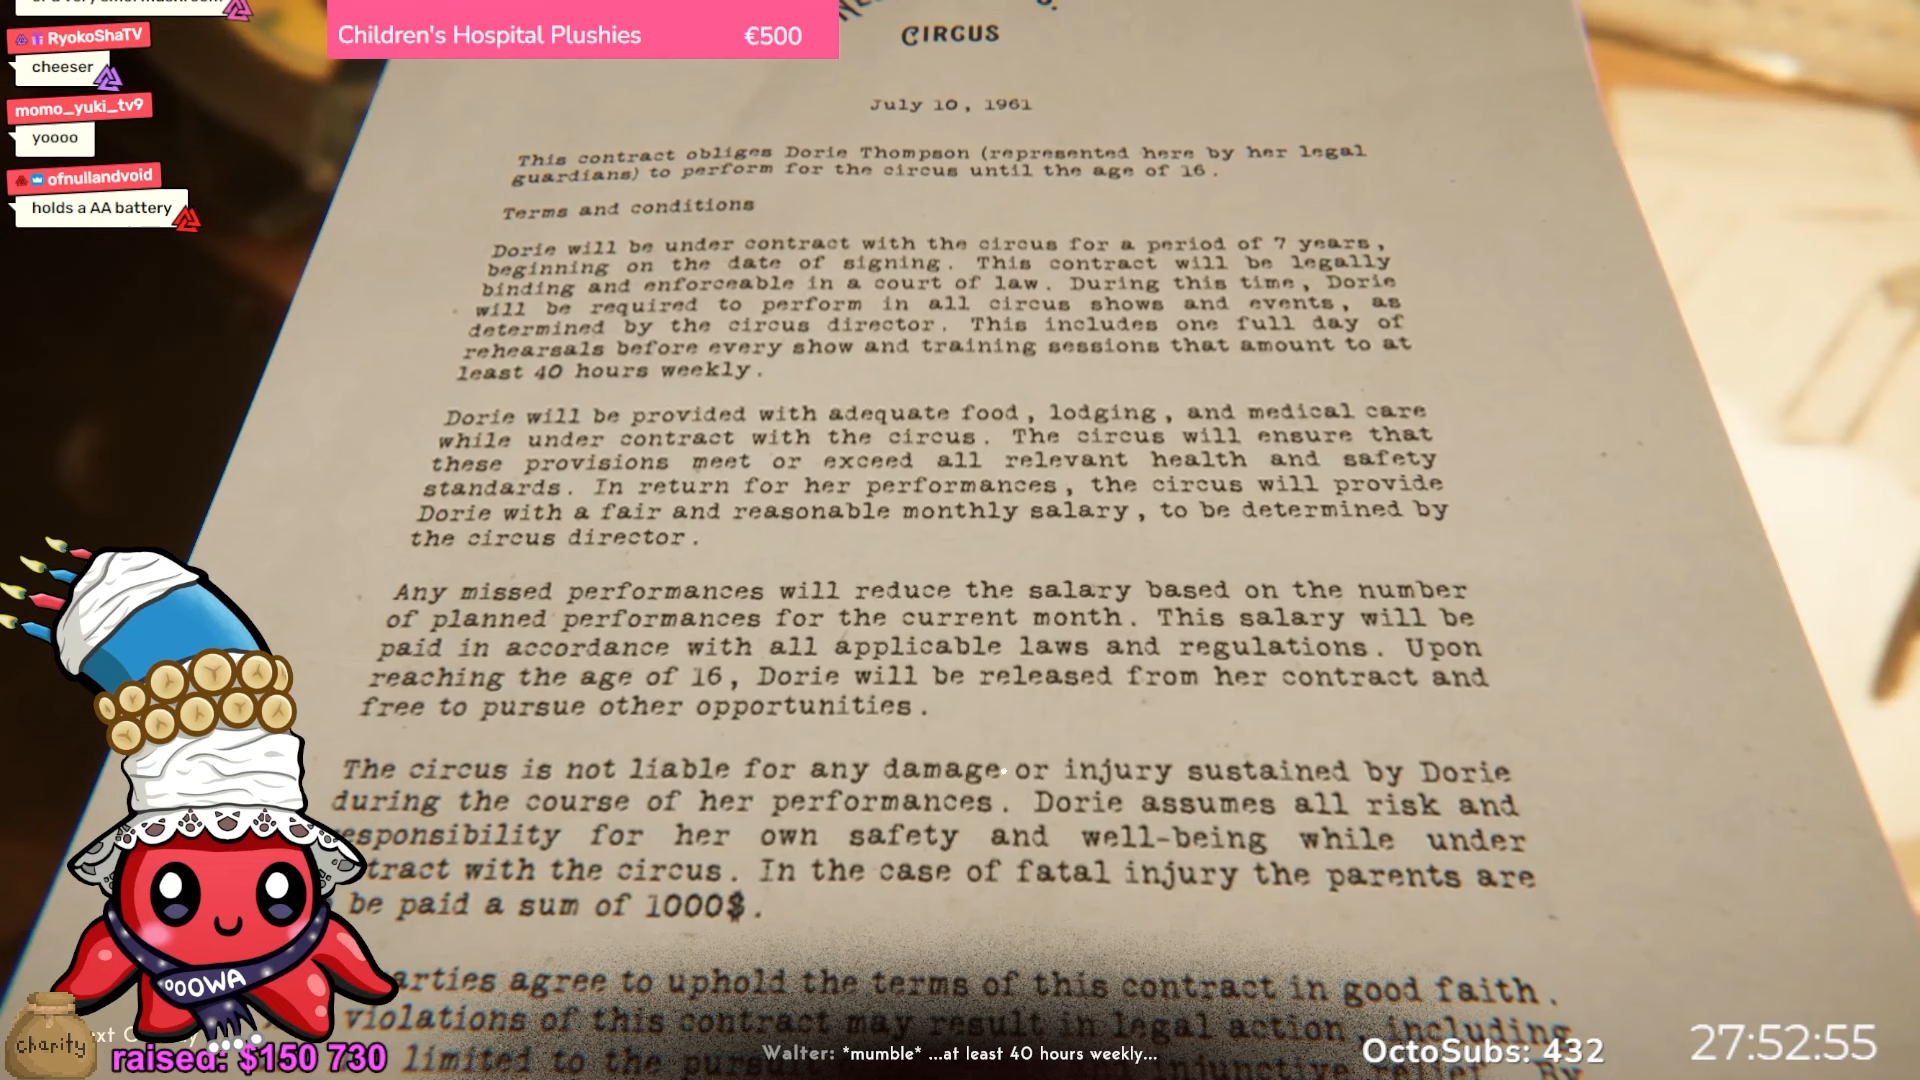 RyokoShaTV
cheeser
momo_yuki_tv9
yoooo
ofnullandvoid
holds a AA battery
Children's Hospital Plushies €500
CIRCUS
July 10, 1961
This contract obliges Dorie Thompson (represented here by her legal
guardians) to perform for the circus until the age of 16.
Terms and conditions
Dorie will be under contract with the circus for a period of 7 years,
beginning on the date of signing. This contract will be legally
binding and enforceable in a court of law. During this time, Dorie
will be required to perform in all circus shows and events, as
determined by the circus director. This includes one full day of
rehearsals before every show and training sessions that amount to at
least 40 hours weekly.
Dorie will be provided with adequate food, lodging, and medical care
while under contract with the circus. The circus will ensure that
these provisions meet or exceed all relevant health and safety
standards. In return for her performances, the circus will provide
Dorie with a fair and reasonable monthly salary, to be determined by
the circus director.
Any missed performances will reduce the salary based on the number
of planned performances for the current month. This salary will be
paid in accordance with all applicable laws and regulations. Upon
reaching the age of 16, Dorie will be released from her contract and
free to pursue other opportunities.
The circus is not liable for any damage or injury sustained by Dorie
during the course of her performances. Dorie assumes all risk and
esponsibility for her own safety and well-being while under
tract with the circus. In the case of fatal injury the parents are
be paid a sum of 1000$.
arties agree to uphold the terms of this contract in good faith.
violations of this contract may result in legal action, including
limited to the
OOWA
charity
raised: $150 730
Walter: *mumble* ...at least 40 hours weekly...
OctoSubs: 432
27:52:55